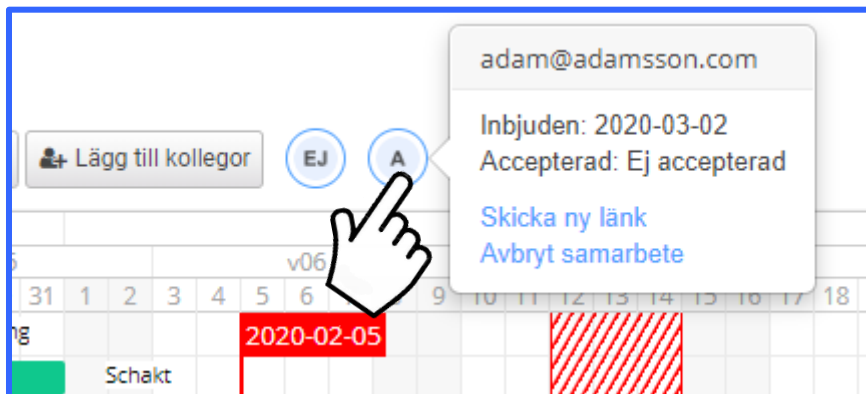 adam@adamsson.com
Inbjuden: 2020-03-02
Accepterad: Ej accepterad
Skicka ny länk
Avbryt samarbete
Lägg till kollegor EJ A
v06
31 1 2 3 4 5 6 9 10 11 12 13 14 15 16 17 18
2020-02-05
Schakt